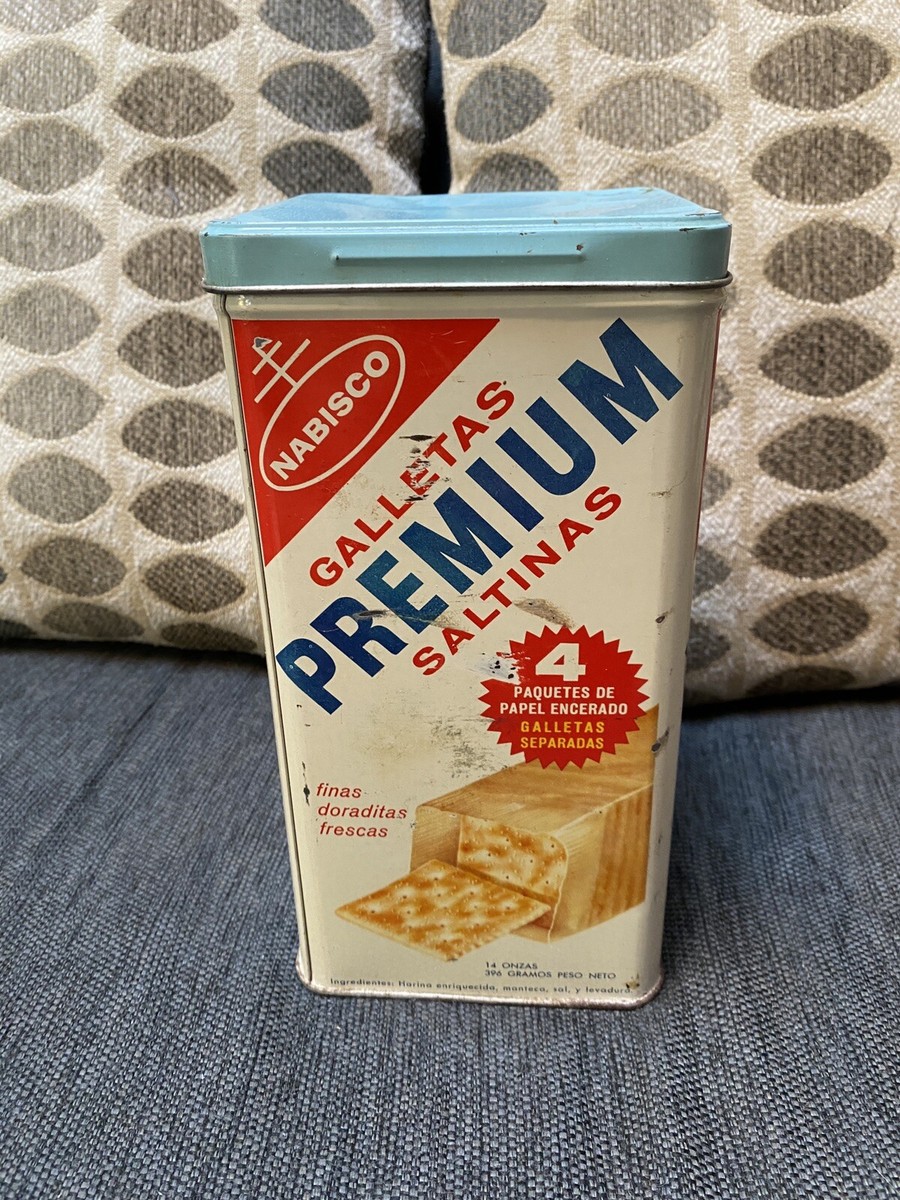 NABISCO
GALLETAS
PREMIUM
SALTINAS
4
PAQUETES DE
PAPEL ENCERADO
GALLETAS
SEPARADAS
finas
doraditas
frescas
14 ONZAS
396 GRAMOS PESO NETO
Ingredientes: Harina enriquecida, manteca, sal, y levadura.